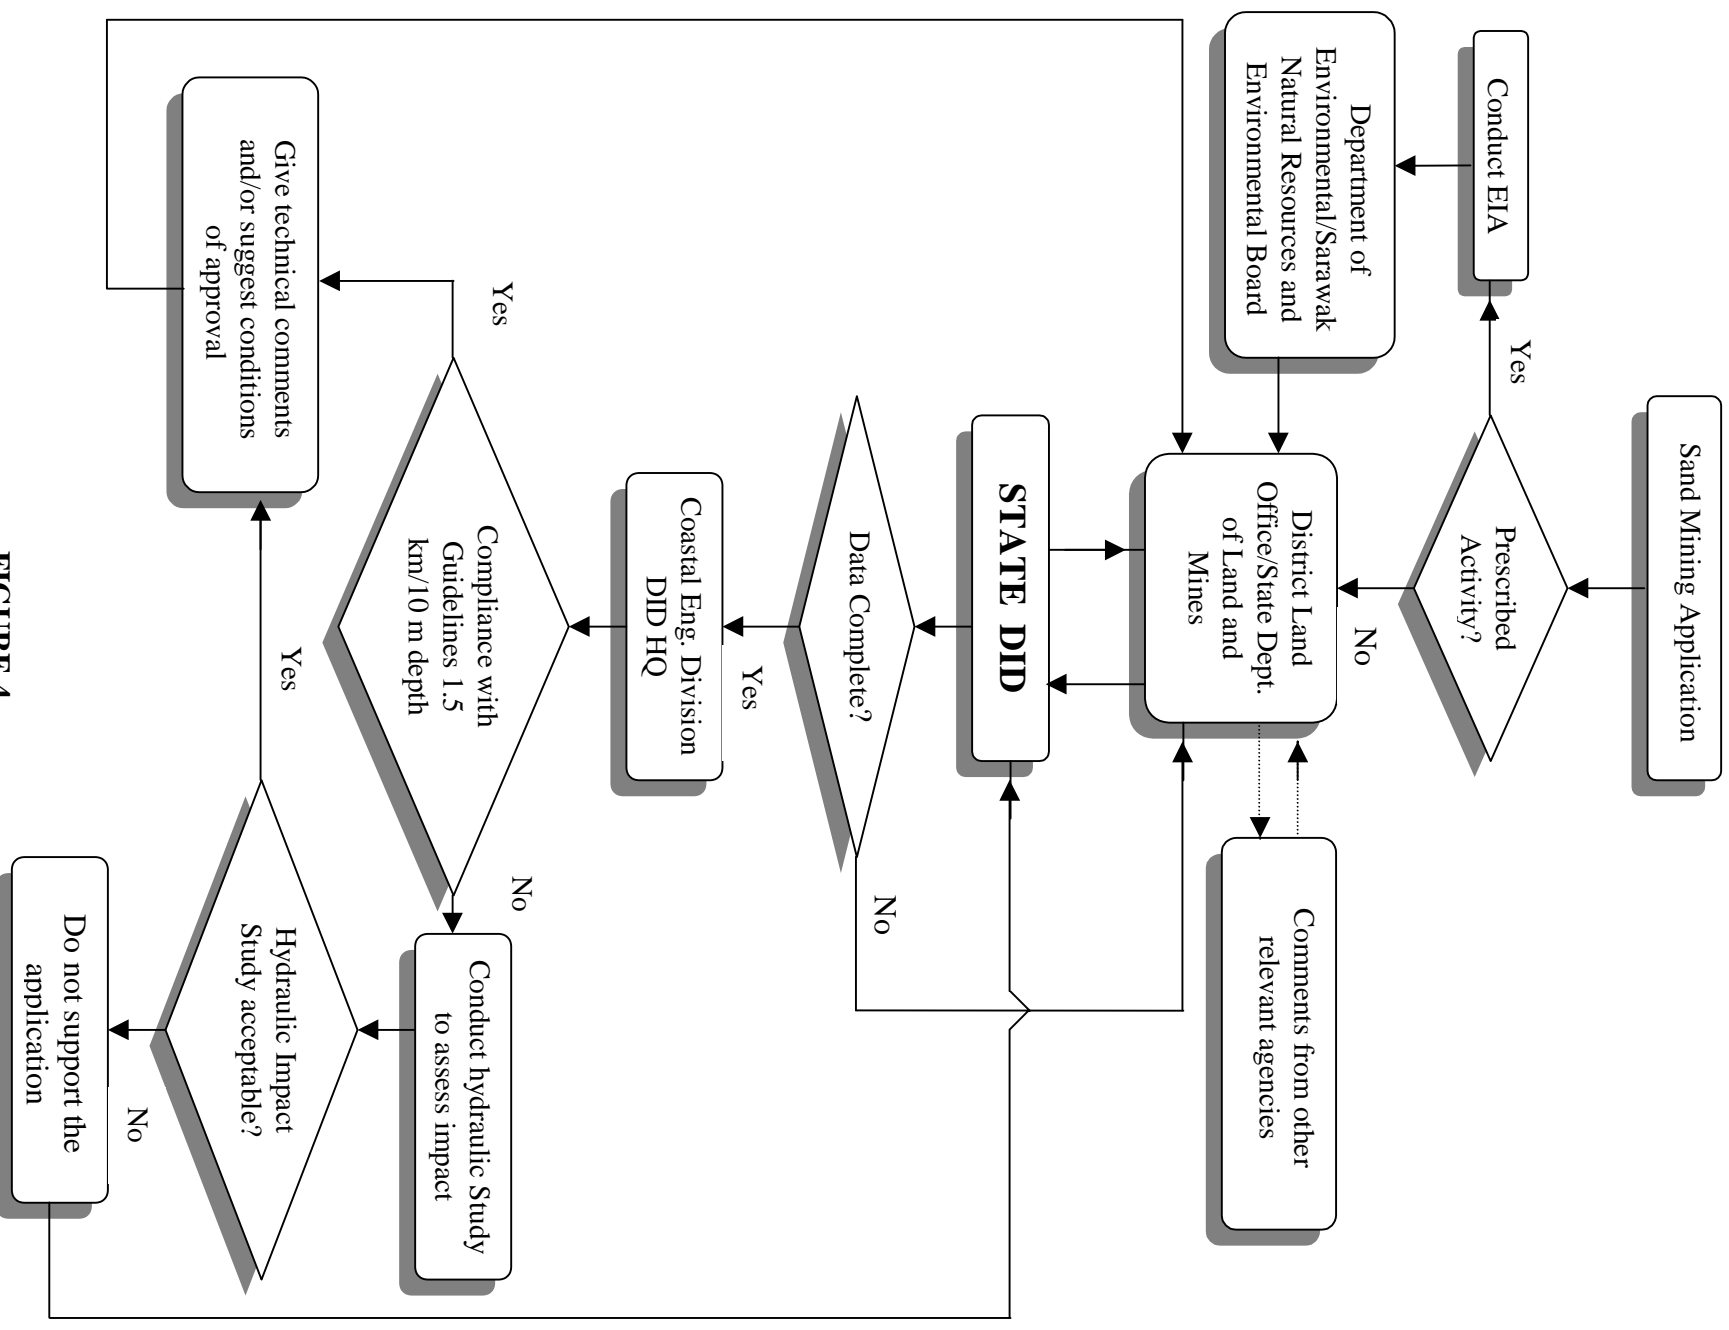 Sand Mining Application
Prescribed
Activity?
Yes
No
Conduct EIA
Department of
Environmental/Sarawak
Natural Resources and
Environmental Board
District Land
Office/State Dept.
of Land and
Mines
Comments from other
relevant agencies
STATE DID
Data Complete?
No
Yes
Coastal Eng. Division
DID HQ
Compliance with
Guidelines 1.5
km/10 m depth
Yes
No
Give technical comments
and/or suggest conditions
of approval
Conduct hydraulic Study
to assess impact
Hydraulic Impact
Study acceptable?
Yes
No
Do not support the
application
FIGURE 4